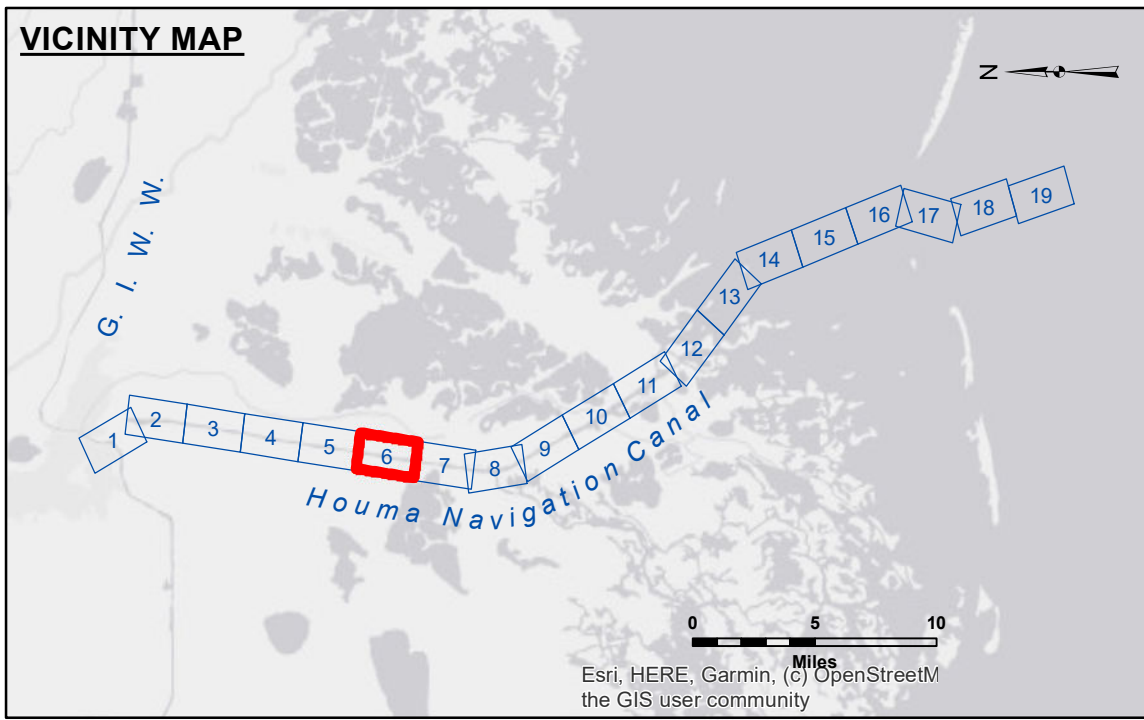 VICINITY MAP
N
G. I. W. W.
1
2
3
4
5
6
7
8
9
10
11
12
13
14
15
16
17
18
19
Houma Navigation Canal
0 5 10
Miles
Esri, HERE, Garmin, (c) OpenStreetM
the GIS user community